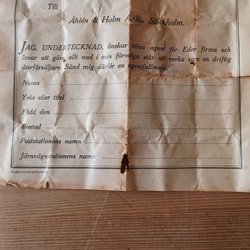 Till
Åhlén & Holm A.-B., Stockholm.
JAG, UNDERTECKNAD, önskar bliva agent för Eder firma och
lovar att göra allt vad i min förmåga står att verka som en driftig
återförsäljare. Sänd mig därför en agentfullmakt.
Namn
Yrke eller titel
Född den
Bostad
Poststationens namn
Järnvägsstationens namn